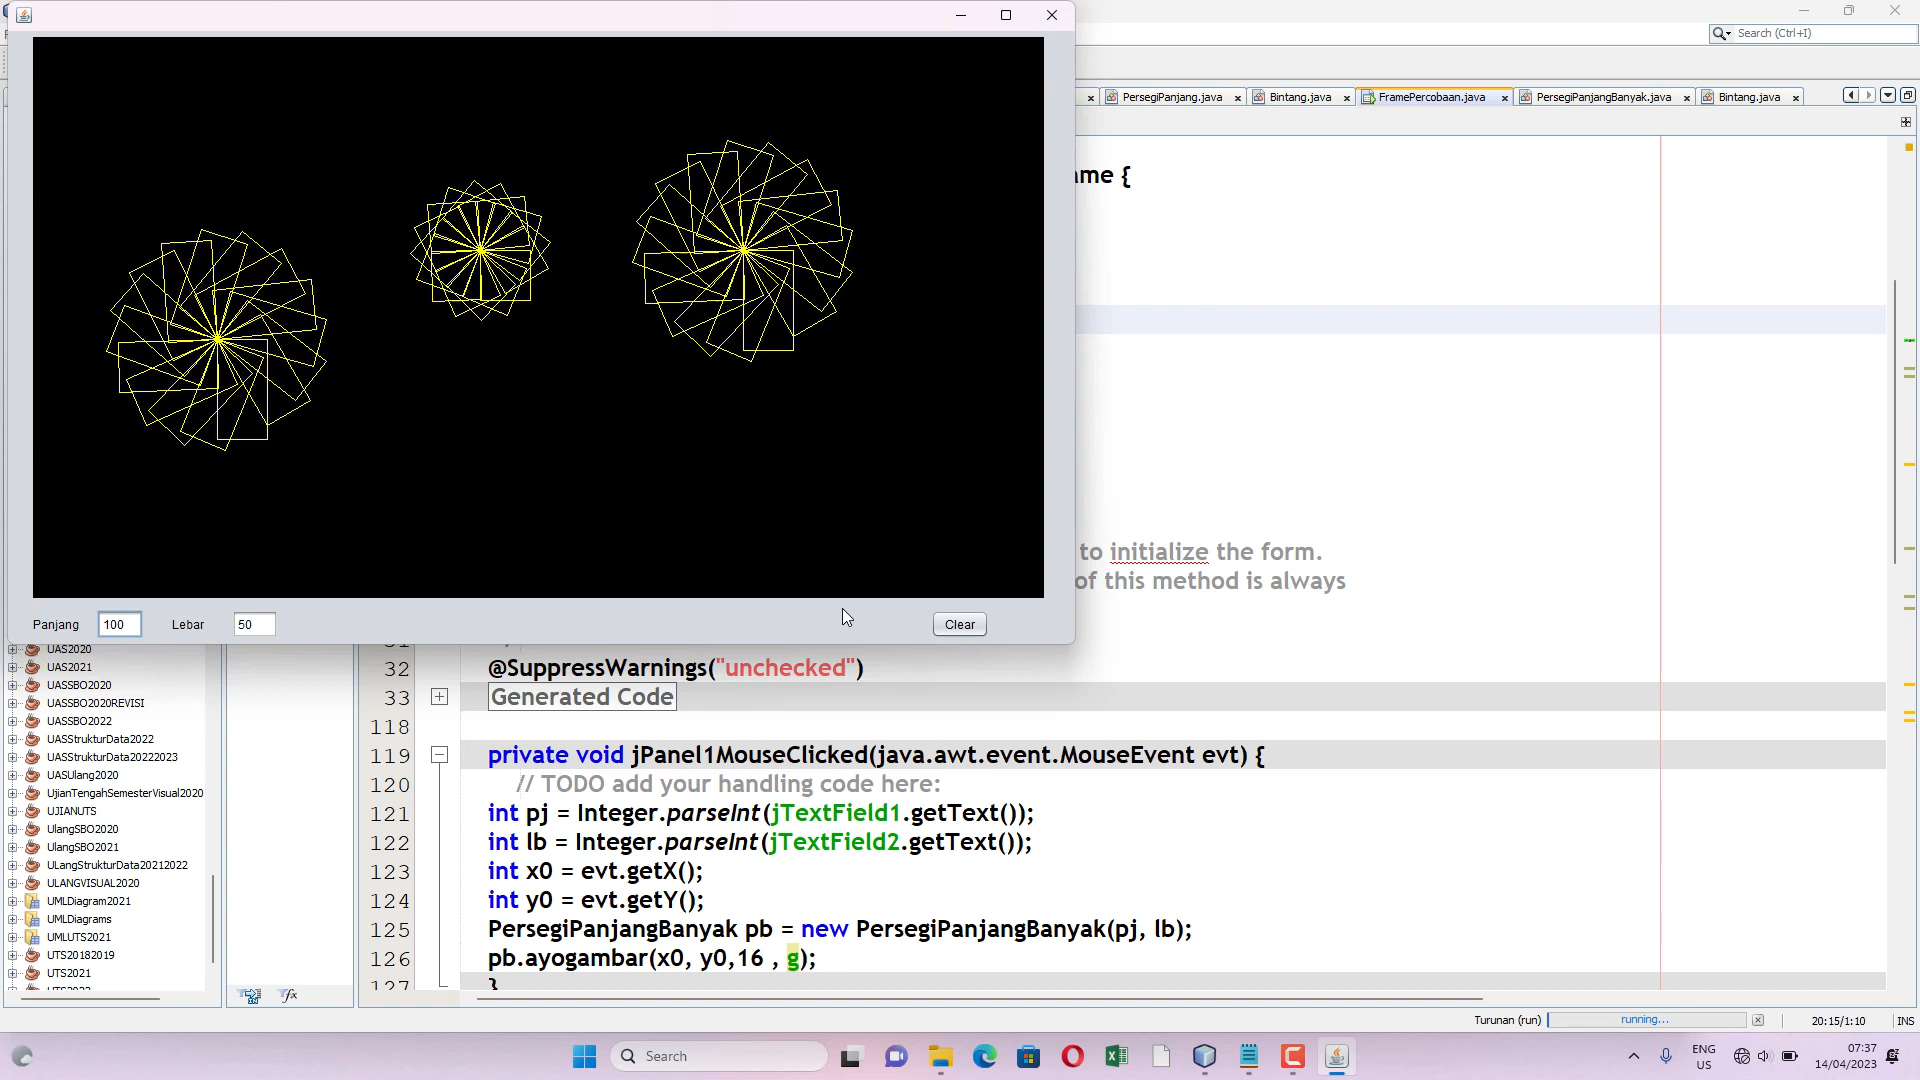 Search (Ctrl+I)
PersegiPanjang.java
Bintang.java
FramePercobaan.java
PersegiPanjangBanyak.java
Bintang.java
ame {
to initialize the form.
of this method is always
Panjang 100 Lebar 50 Clear
UAS2020
UAS2021
UASSBO2020
UASSBO2020REVISI
UASSBO2022
UASStrukturData2022
UASStrukturData20222023
UASUlang2020
UjianTengahSemesterVisual2020
UJIANUTS
UlangSBO2020
UlangSBO2021
ULangStrukturData20212022
ULANGVISUAL2020
UMLDiagram2021
UMLDiagrams
UMLUTS2021
UTS20182019
UTS2021
32 @SuppressWarnings("unchecked")
33 Generated Code
118
119 private void jPanel1MouseClicked(java.awt.event.MouseEvent evt) {
120 // TODO add your handling code here:
121 int pj = Integer.parseInt(jTextField1.getText());
122 int lb = Integer.parseInt(jTextField2.getText());
123 int x0 = evt.getX();
124 int y0 = evt.getY();
125 PersegiPanjangBanyak pb = new PersegiPanjangBanyak(pj, lb);
126 pb.ayogambar(x0, y0,16 , g);
127 }
Turunan (run) running... 20:15/1:10 INS
Search
ENG
US
07:37
14/04/2023